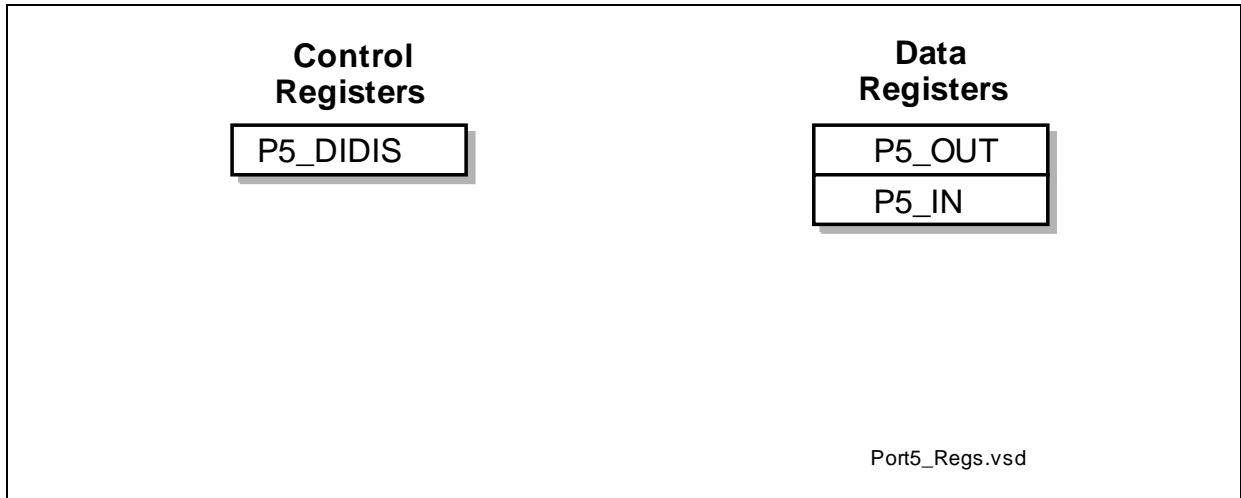 Control
Registers
P5_DIDIS
Data
Registers
P5_OUT
P5_IN
Port5_Regs.vsd